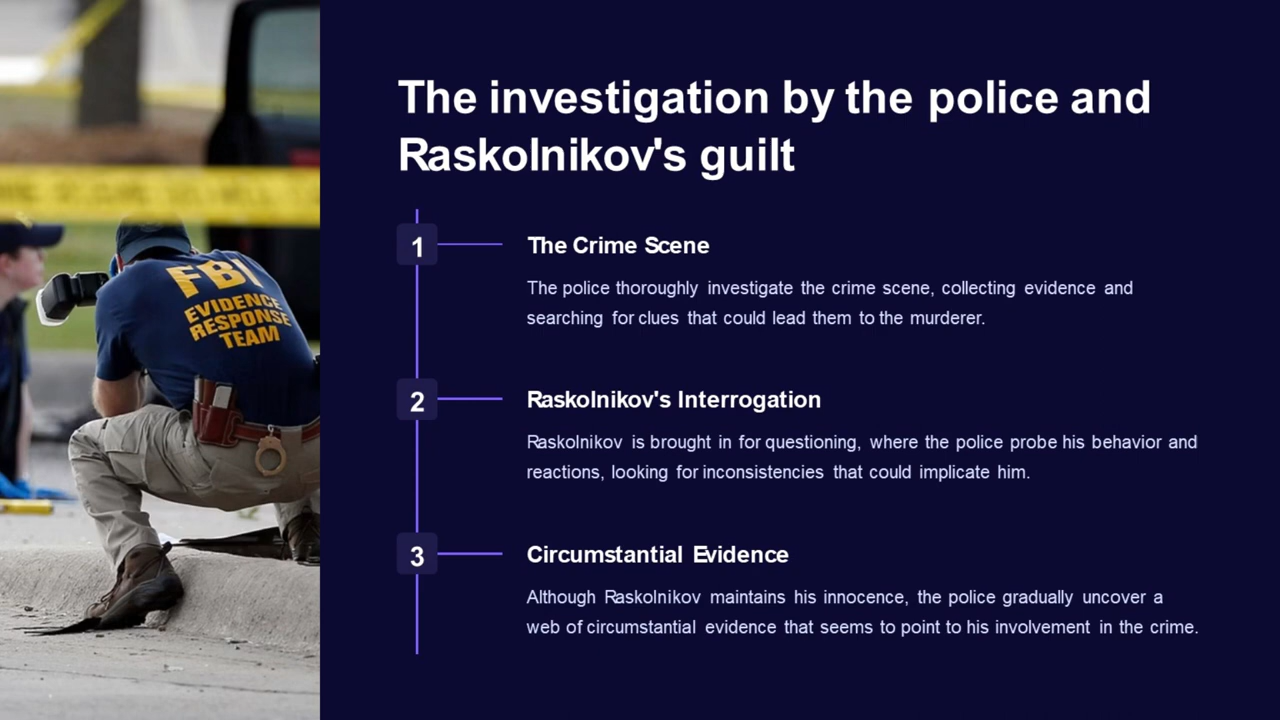 FBI
EVIDENCE
RESPONSE
TEAM
The investigation by the police and
Raskolnikov's guilt
1
The Crime Scene
The police thoroughly investigate the crime scene, collecting evidence and
searching for clues that could lead them to the murderer.
2
Raskolnikov's Interrogation
Raskolnikov is brought in for questioning, where the police probe his behavior and
reactions, looking for inconsistencies that could implicate him.
3
Circumstantial Evidence
Although Raskolnikov maintains his innocence, the police gradually uncover a
web of circumstantial evidence that seems to point to his involvement in the crime.